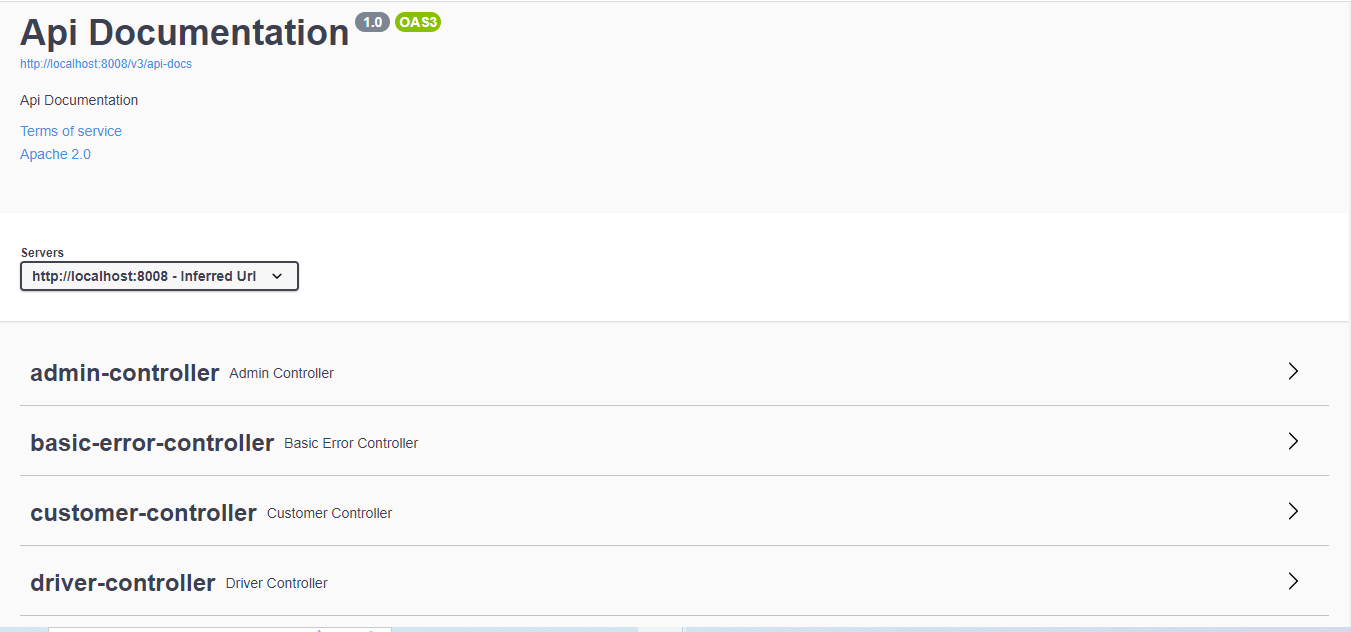 Api Documentation 1.0 OAS3
http://localhost:8008/v3/api-docs
Api Documentation
Terms of service
Apache 2.0
Servers
http://localhost:8008 - Inferred Url
admin-controller Admin Controller
basic-error-controller Basic Error Controller
customer-controller Customer Controller
driver-controller Driver Controller